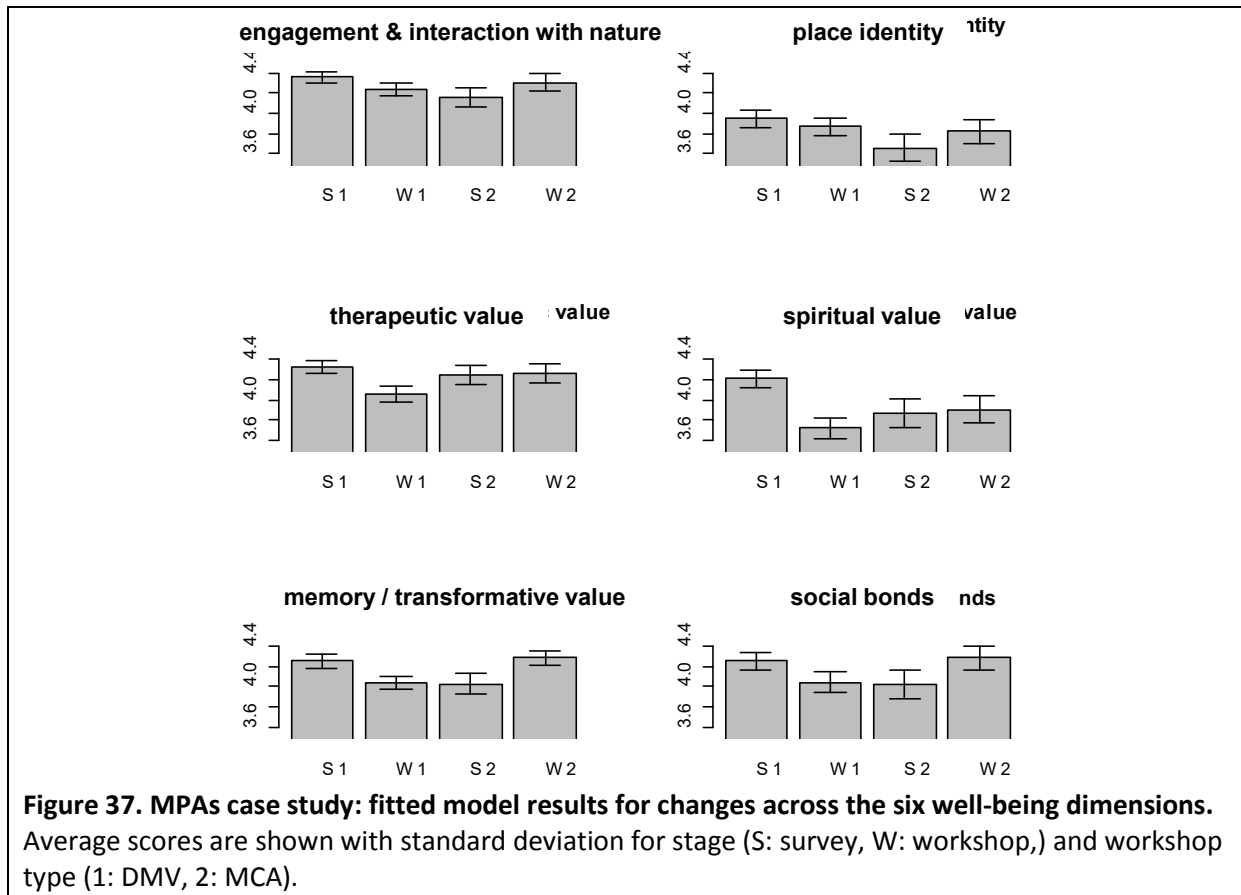 engagement & interaction with nature
4.4
4.0
3.6
S 1 W 1 S 2 W 2
place identity ntity
4.4
4.0
3.6
S 1 W 1 S 2 W 2
therapeutic value value
4.4
4.0
3.6
S 1 W 1 S 2 W 2
spiritual value value
4.4
4.0
3.6
S 1 W 1 S 2 W 2
memory / transformative value
4.4
4.0
3.6
S 1 W 1 S 2 W 2
social bonds nds
4.4
4.0
3.6
S 1 W 1 S 2 W 2
Figure 37. MPAs case study: fitted model results for changes across the six well-being dimensions.
Average scores are shown with standard deviation for stage (S: survey, W: workshop,) and workshop
type (1: DMV, 2: MCA).